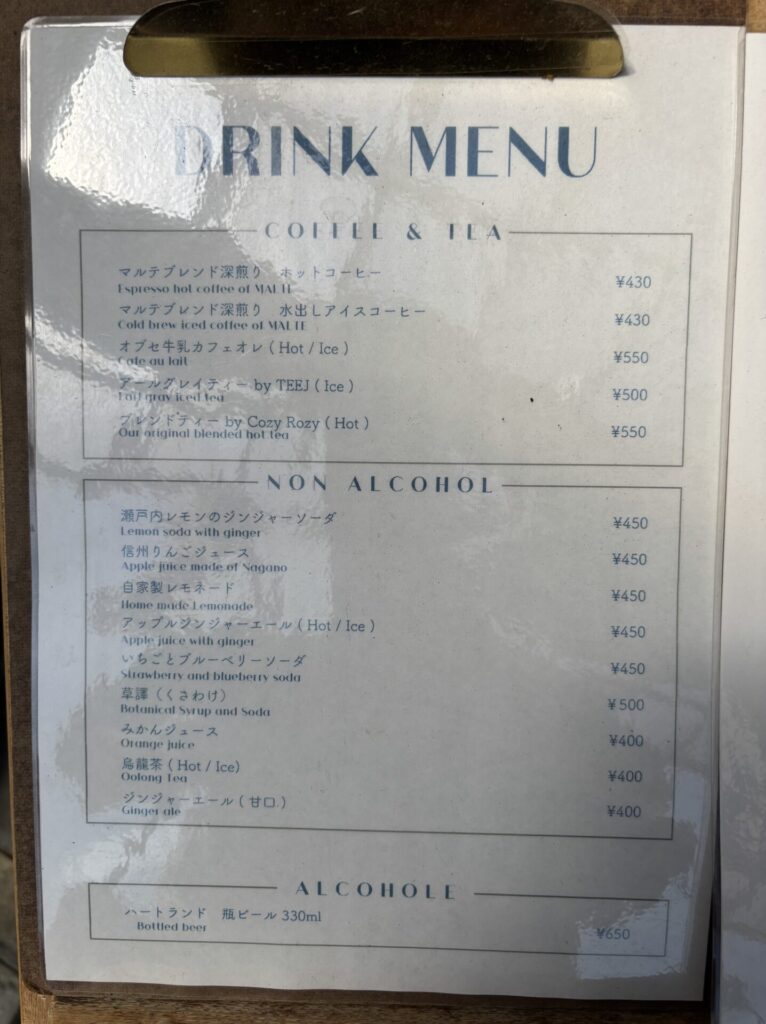 DRINK MENU
COFFEE & TEA
マルテブレンド深煎り　ホットコーヒー
Espresso hot coffee of MALTE
¥430
マルテブレンド深煎り　水出しアイスコーヒー
Cold brew iced coffee of MALTE
¥430
オブセ牛乳カフェオレ ( Hot / Ice )
Cafe au lait
¥550
アールグレイティー by TEEJ ( Ice )
Earl gray iced tea
¥500
ブレンドティー by Cozy Rozy ( Hot )
Our original blended hot tea
¥550
NON ALCOHOL
瀬戸内レモンのジンジャーソーダ
Lemon soda with ginger
¥450
信州りんごジュース
Apple juice made of Nagano
¥450
自家製レモネード
Home made Lemonade
¥450
アップルジンジャーエール ( Hot / Ice )
Apple juice with ginger
¥450
いちごとブルーベリーソーダ
Strawberry and blueberry soda
¥450
草譯（くさわけ）
Botanical Syrup and Soda
¥500
みかんジュース
Orange juice
¥400
烏龍茶 ( Hot / Ice)
Oolong Tea
¥400
ジンジャーエール ( 甘口 )
Ginger ale
¥400
ALCOHOLE
ハートランド　瓶ビール 330ml
Bottled beer
¥650